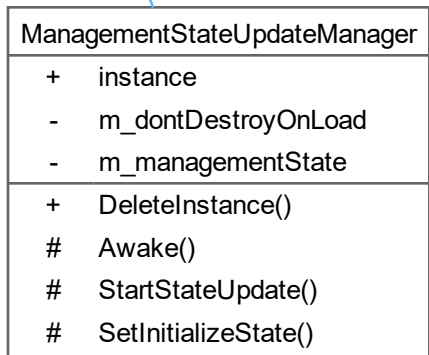 ManagementStateUpdateManager
+ instance
- m_dontDestroyOnLoad
- m_managementState
+ DeleteInstance()
# Awake()
# StartStateUpdate()
# SetInitializeState()